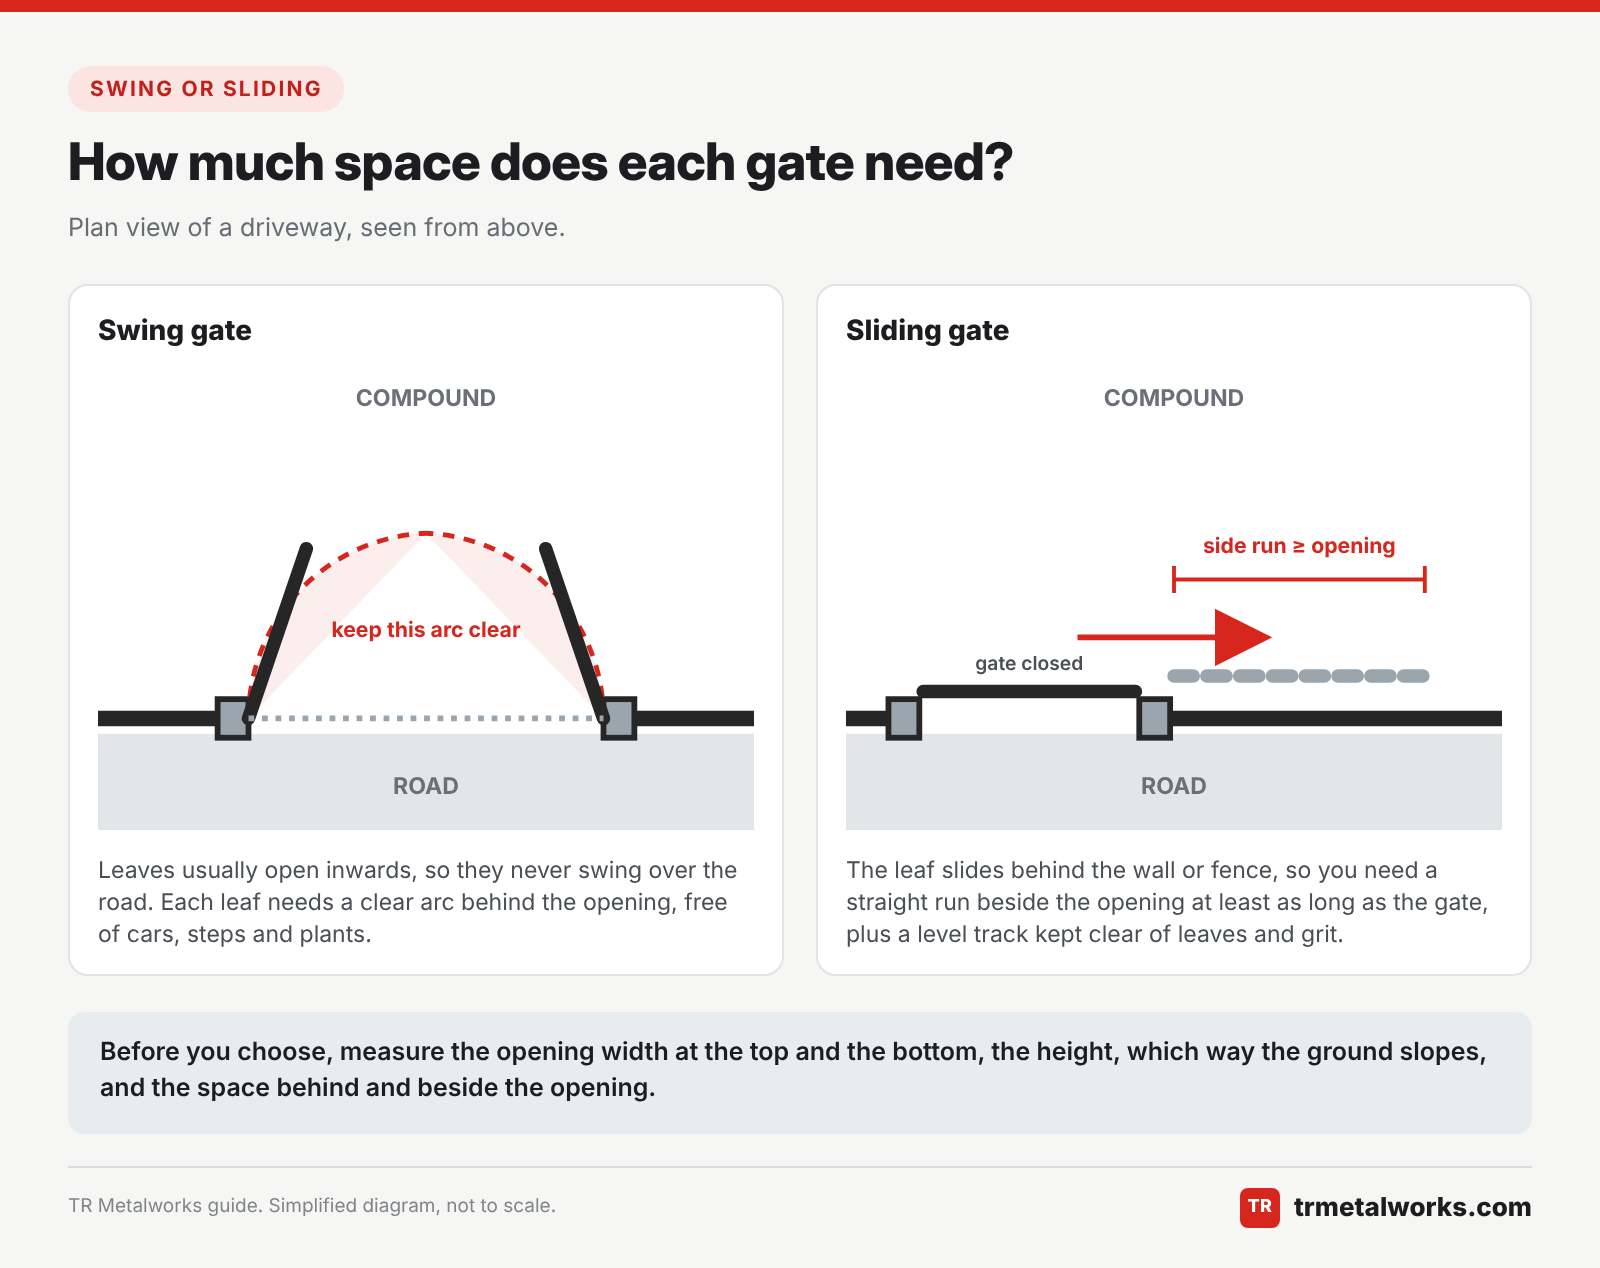 SWING OR SLIDING
How much space does each gate need?
Plan view of a driveway, seen from above.
Swing gate
COMPOUND
keep this arc clear
ROAD
Leaves usually open inwards, so they never swing over the
road. Each leaf needs a clear arc behind the opening, free
of cars, steps and plants.
Sliding gate
COMPOUND
side run ≥ opening
gate closed
ROAD
The leaf slides behind the wall or fence, so you need a
straight run beside the opening at least as long as the gate,
plus a level track kept clear of leaves and grit.
Before you choose, measure the opening width at the top and the bottom, the height, which way the ground slopes,
and the space behind and beside the opening.
TR Metalworks guide. Simplified diagram, not to scale.
TR trmetalworks.com